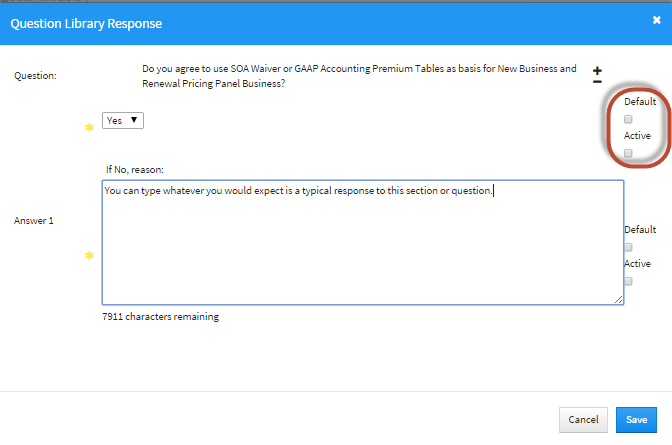 Question Library Response
Question:
Do you agree to use SOA Waiver or GAAP Accounting Premium Tables as basis for New Business and
Renewal Pricing Panel Business?
Default
Yes
Active
If No, reason:
You can type whatever you would expect is a typical response to this section or question.
Answer 1
Default
Active
7911 characters remaining
Cancel
Save